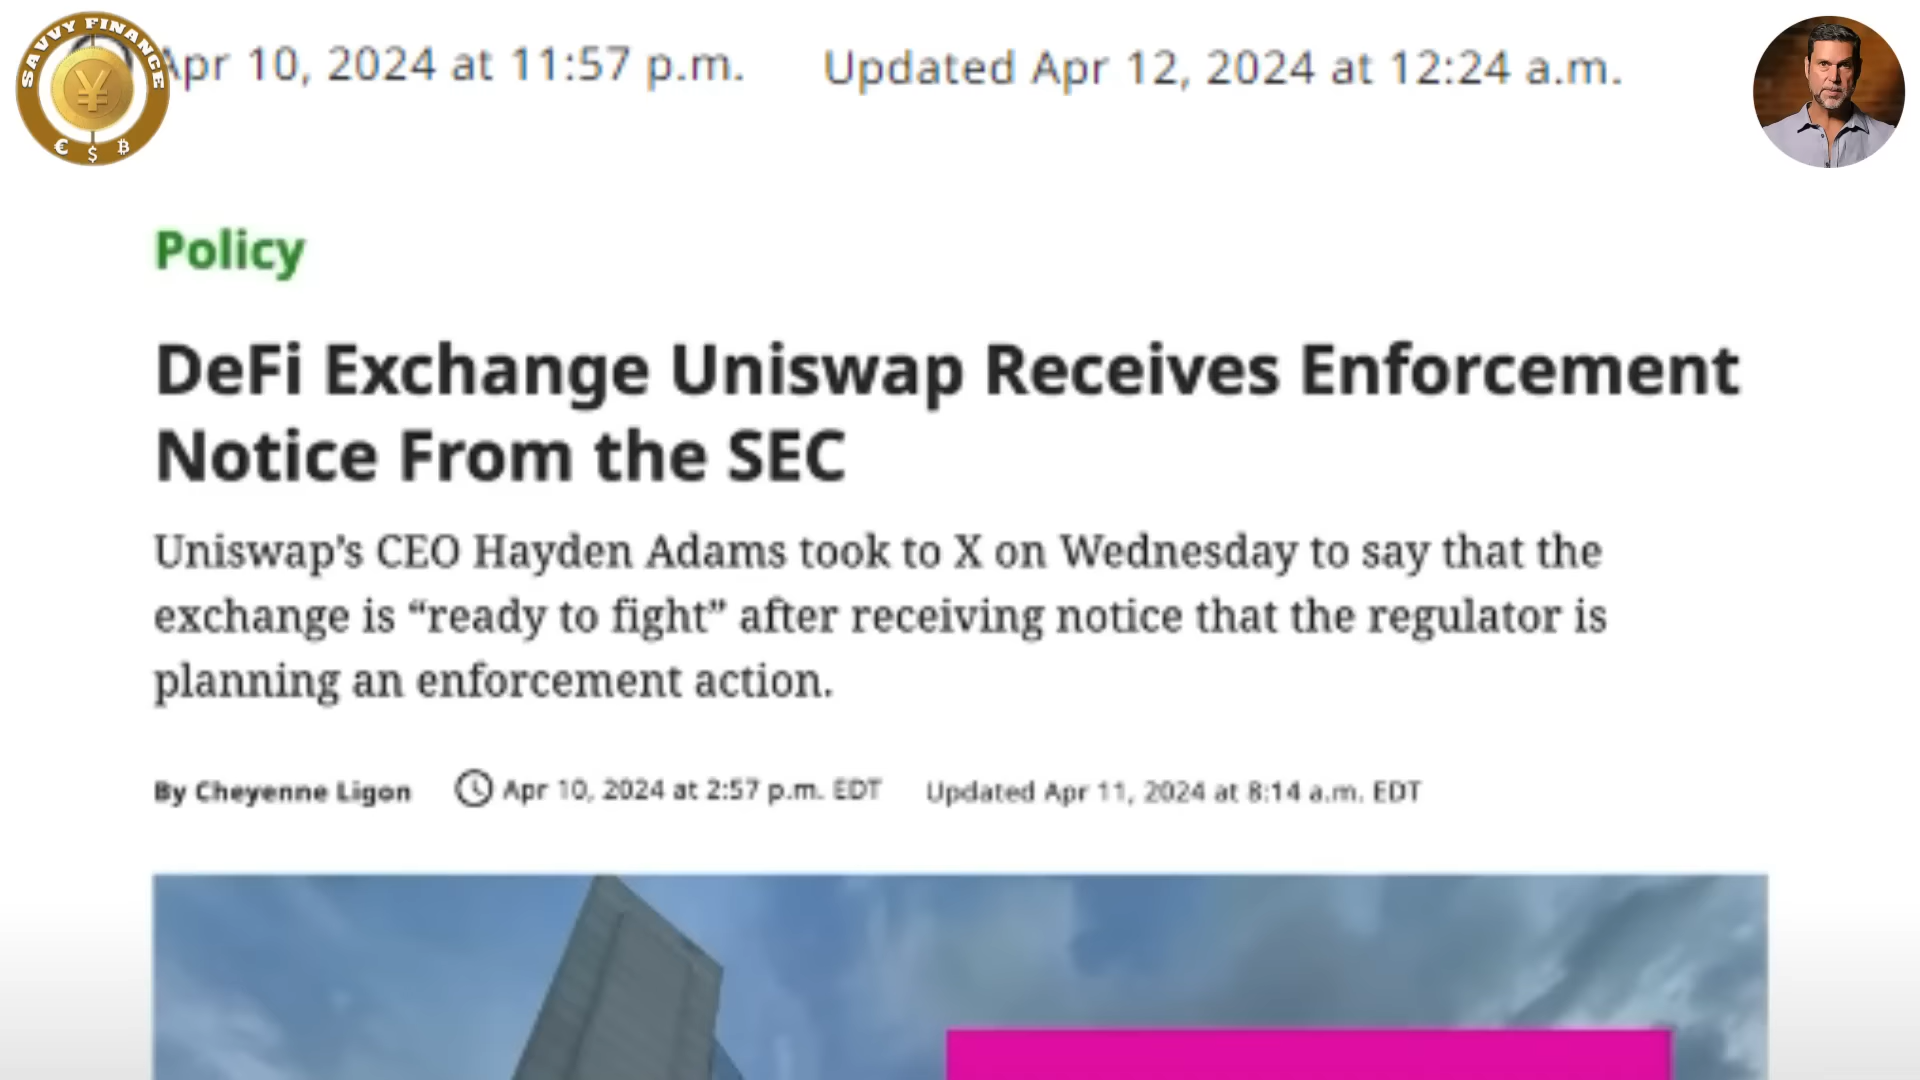 SAVVY FINANCE
¥
€ $ ₿
Apr 10, 2024 at 11:57 p.m. Updated Apr 12, 2024 at 12:24 a.m.
Policy
DeFi Exchange Uniswap Receives Enforcement
Notice From the SEC
Uniswap’s CEO Hayden Adams took to X on Wednesday to say that the
exchange is “ready to fight” after receiving notice that the regulator is
planning an enforcement action.
By Cheyenne Ligon Apr 10, 2024 at 2:57 p.m. EDT Updated Apr 11, 2024 at 8:14 a.m. EDT